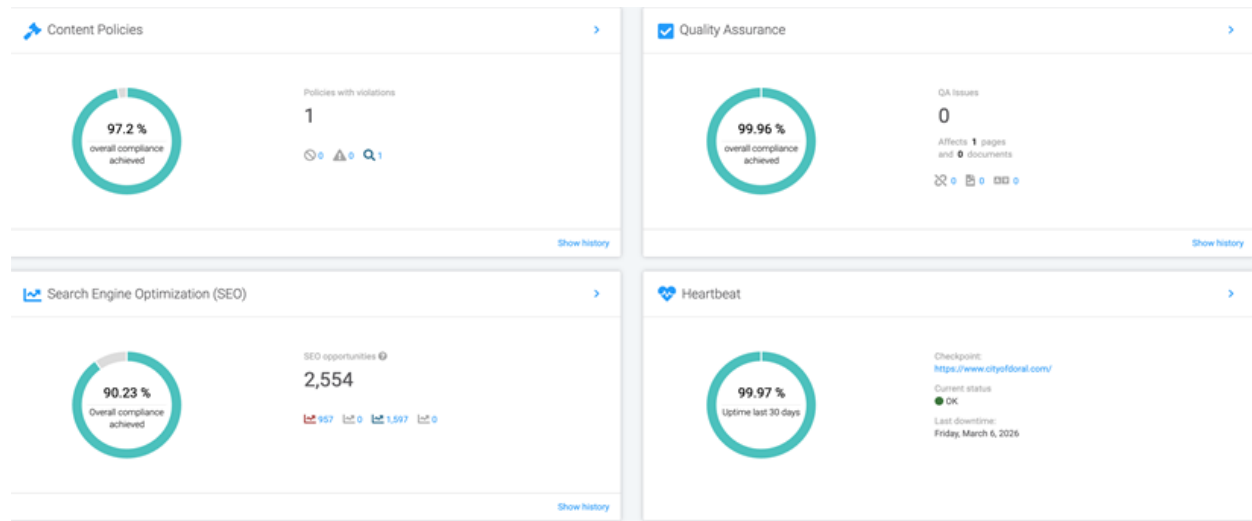 Content Policies
97.2 %
overall compliance
achieved
Policies with violations
1
0 0 1
Show history
Quality Assurance
99.96 %
overall compliance
achieved
QA Issues
0
Affects 1 pages
and 0 documents
0 0 0
Show history
Search Engine Optimization (SEO)
90.23 %
Overall compliance
achieved
SEO opportunities
2,554
957 0 1,597 0
Show history
Heartbeat
99.97 %
Uptime last 30 days
Checkpoint:
https://www.cityofdoral.com/
Current status
OK
Last downtime:
Friday, March 6, 2026